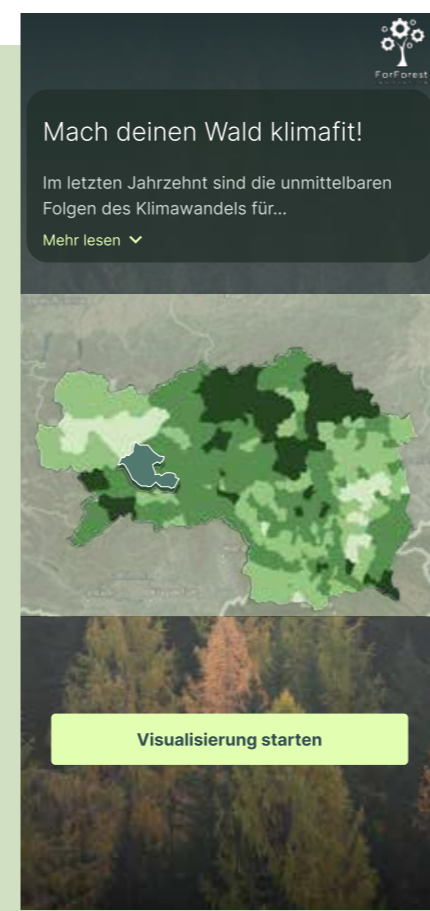 ForForest
Mach deinen Wald klimafit!
Im letzten Jahrzehnt sind die unmittelbaren
Folgen des Klimawandels für...
Mehr lesen
Visualisierung starten